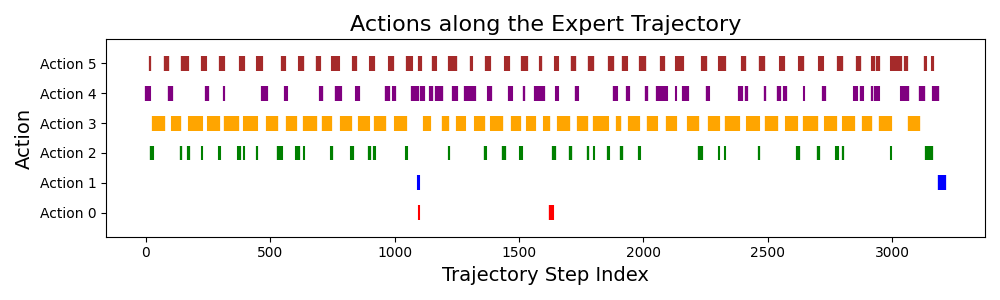 Actions along the Expert Trajectory
Action
Action 5
Action 4
Action 3
Action 2
Action 1
Action 0
0 500 1000 1500 2000 2500 3000
Trajectory Step Index